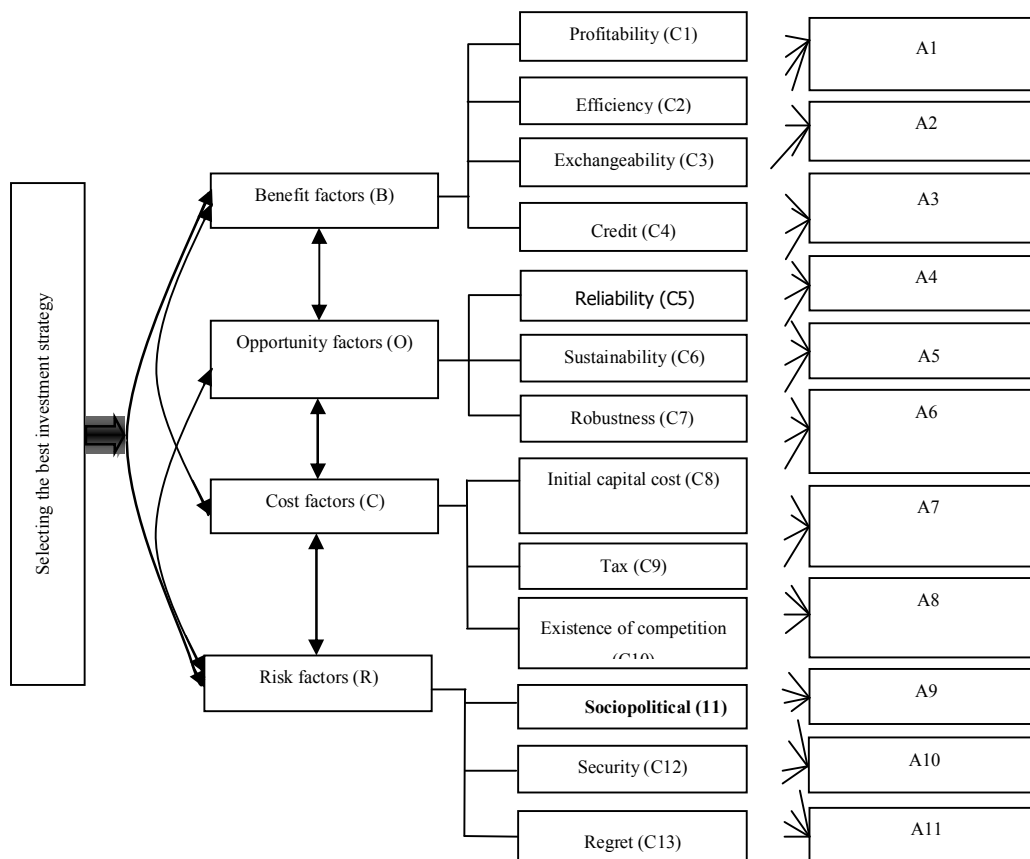 Selecting the best investment strategy
Benefit factors (B)
Opportunity factors (O)
Cost factors (C)
Risk factors (R)
Profitability (C1)
Efficiency (C2)
Exchangeability (C3)
Credit (C4)
Reliability (C5)
Sustainability (C6)
Robustness (C7)
Initial capital cost (C8)
Tax (C9)
Existence of competition
(C10)
Sociopolitical (11)
Security (C12)
Regret (C13)
A1
A2
A3
A4
A5
A6
A7
A8
A9
A10
A11